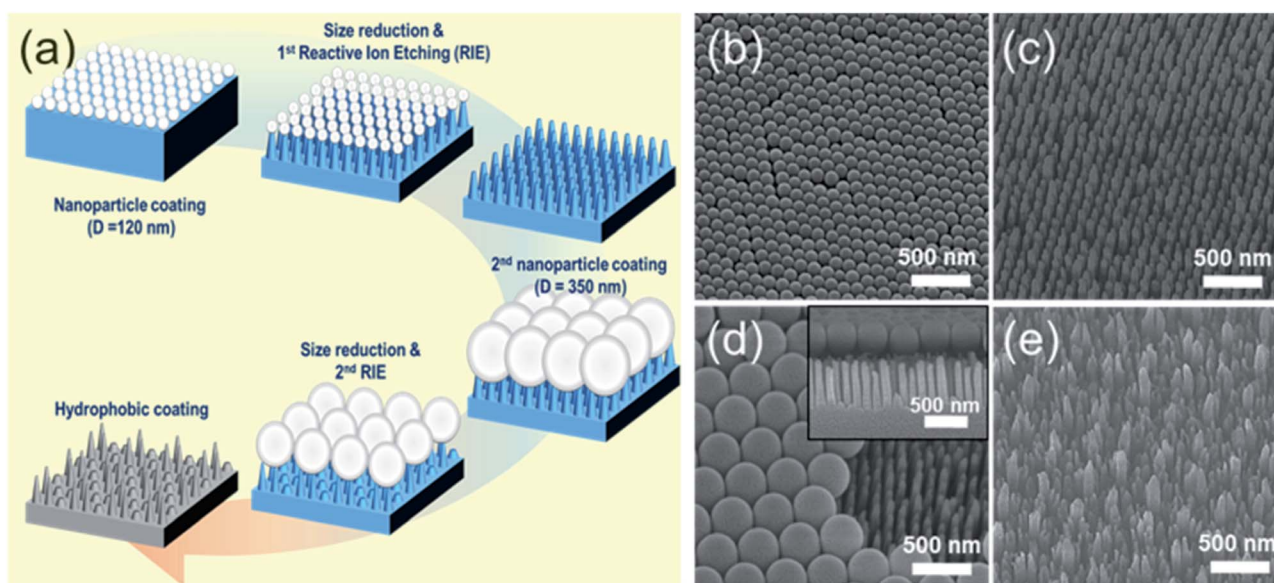 (a)
Size reduction &
1st Reactive Ion Etching (RIE)
Nanoparticle coating
(D =120 nm)
2nd nanoparticle coating
(D = 350 nm)
Size reduction &
2nd RIE
Hydrophobic coating
(b)
500 nm
(c)
500 nm
(d)
500 nm
500 nm
(e)
500 nm